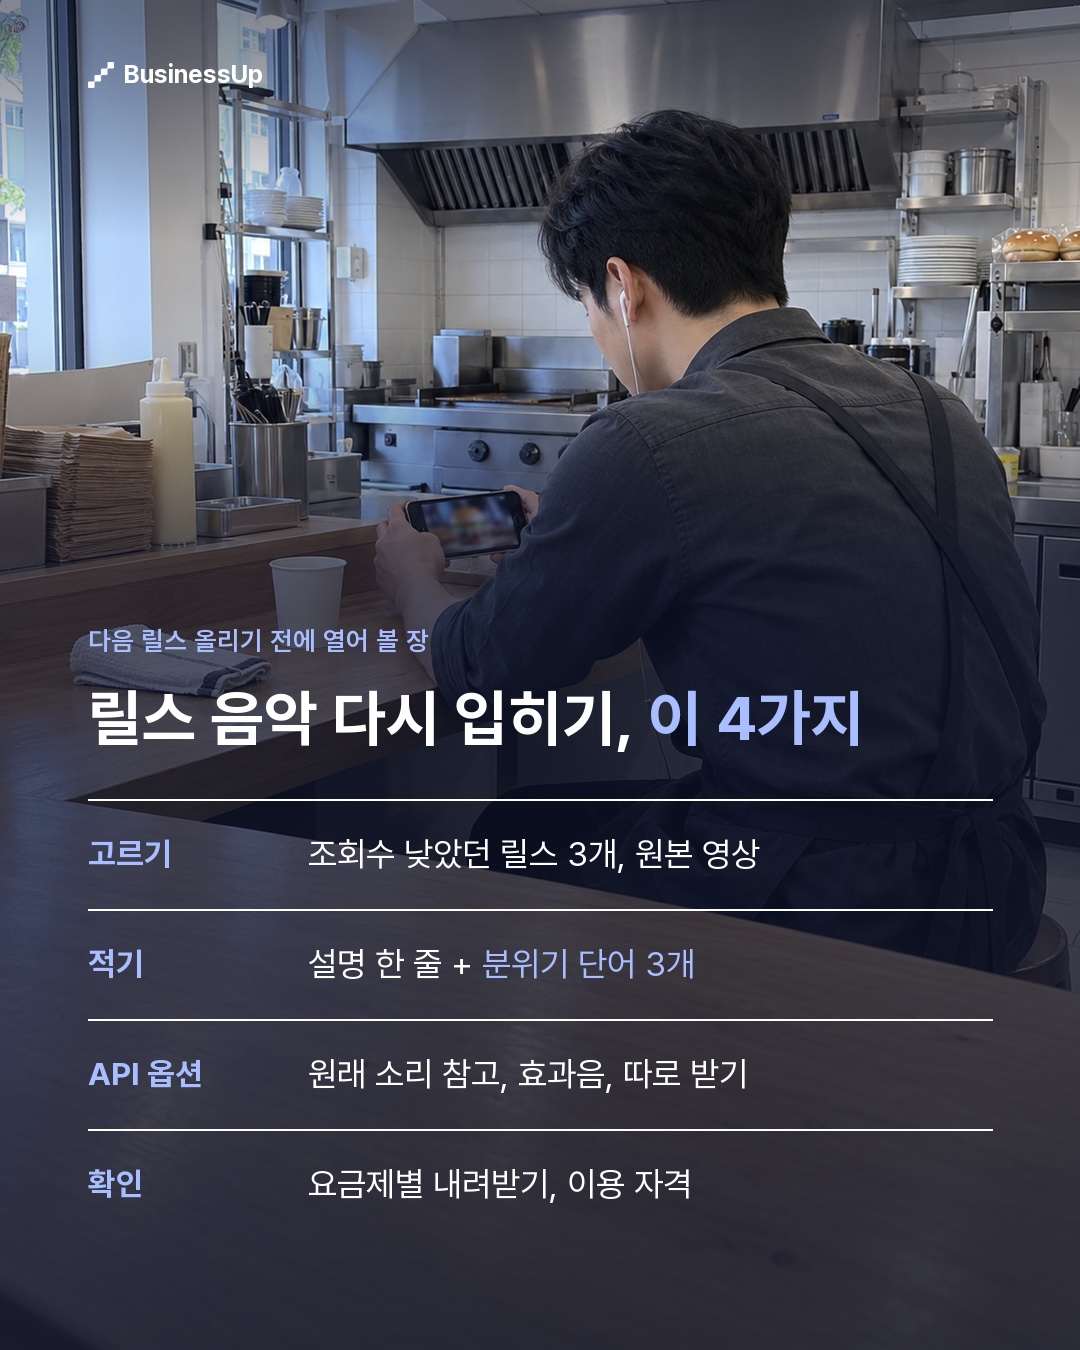 BusinessUp
다음 릴스 올리기 전에 열어 볼 장
릴스 음악 다시 입히기, 이 4가지
고르기 조회수 낮았던 릴스 3개, 원본 영상
적기 설명 한 줄 + 분위기 단어 3개
API 옵션 원래 소리 참고, 효과음, 따로 받기
확인 요금제별 내려받기, 이용 자격